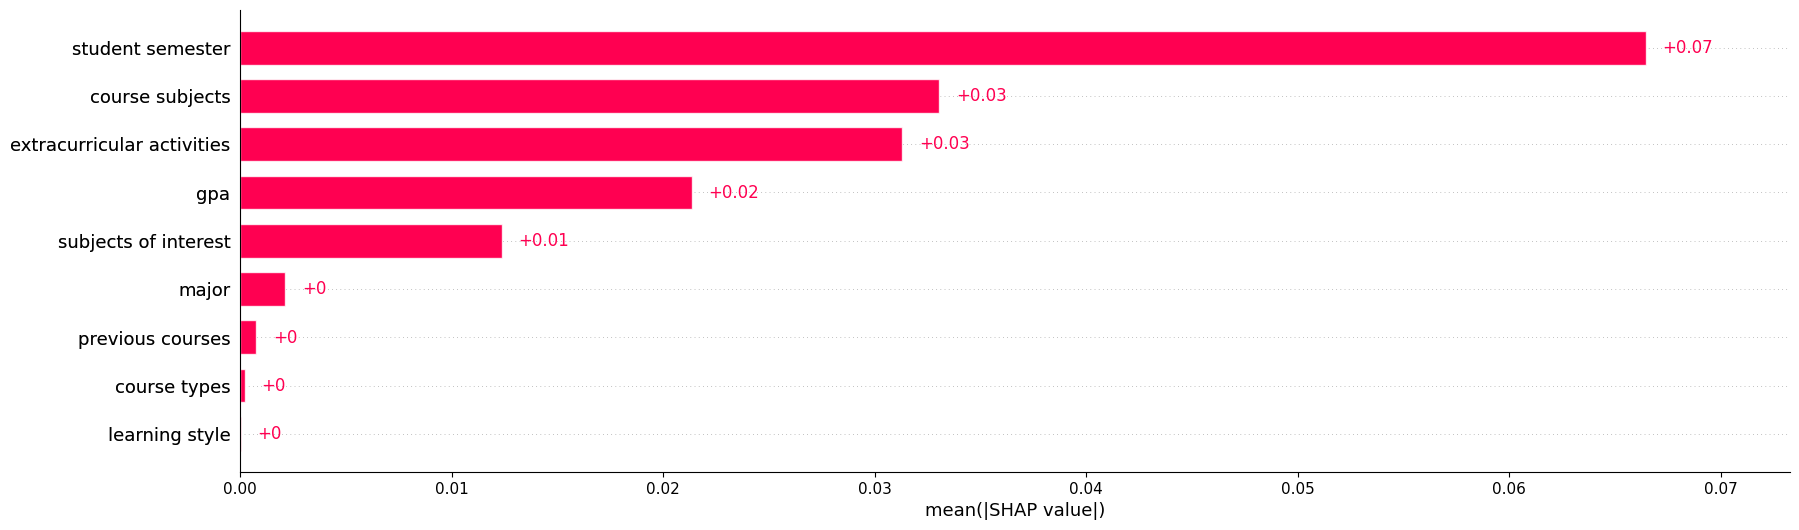 student semester +0.07
course subjects +0.03
extracurricular activities +0.03
gpa +0.02
subjects of interest +0.01
major +0
previous courses +0
course types +0
learning style +0
0.00 0.01 0.02 0.03 0.04 0.05 0.06 0.07
mean(|SHAP value|)